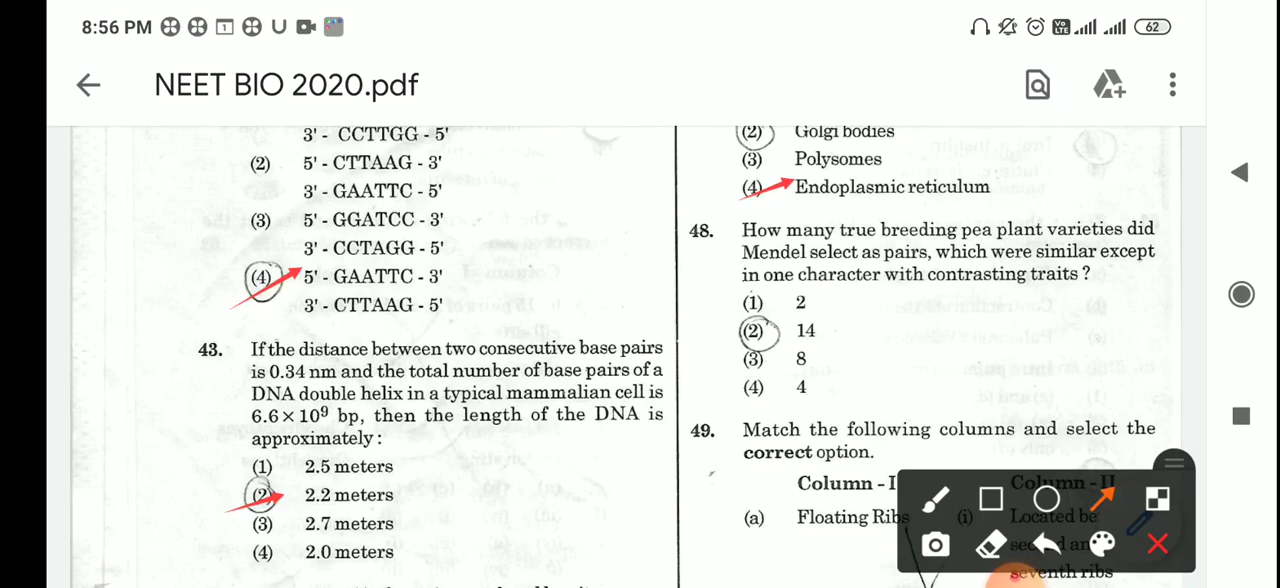 8:56 PM
62
NEET BIO 2020.pdf
3' - CCTTGG - 5'
(2) 5' - CTTAAG - 3'
3' - GAATTC - 5'
(3) 5' - GGATCC - 3'
3' - CCTAGG - 5'
(4) 5' - GAATTC - 3'
3' - CTTAAG - 5'
43. If the distance between two consecutive base pairs
is 0.34 nm and the total number of base pairs of a
DNA double helix in a typical mammalian cell is
6.6 × 10⁹ bp, then the length of the DNA is
approximately :
(1) 2.5 meters
(2) 2.2 meters
(3) 2.7 meters
(4) 2.0 meters
(2) Golgi bodies
(3) Polysomes
(4) Endoplasmic reticulum
48. How many true breeding pea plant varieties did
Mendel select as pairs, which were similar except
in one character with contrasting traits ?
(1) 2
(2) 14
(3) 8
(4) 4
49. Match the following columns and select the
correct option.
Column - I Column - II
(a) Floating Ribs (i) Located be
seventh ribs